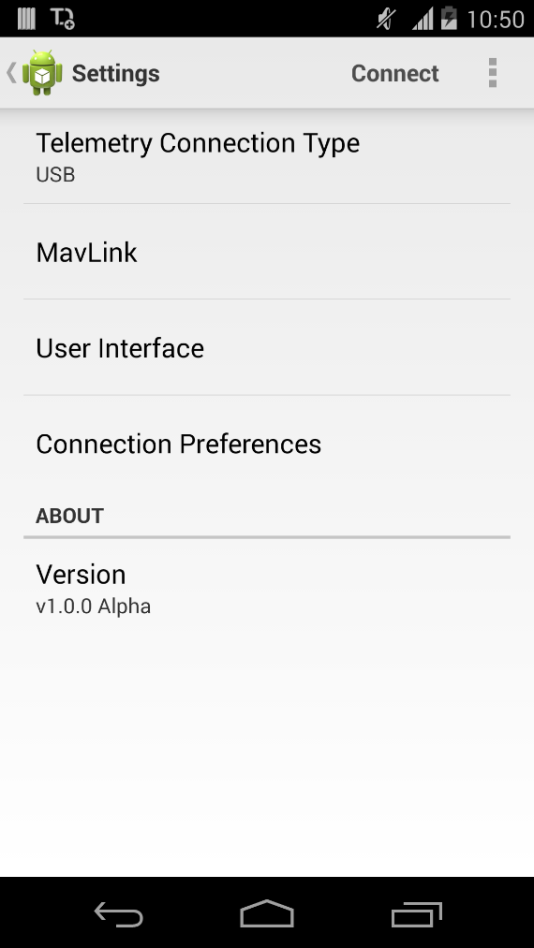 10:50
Settings
Connect
Telemetry Connection Type
USB
MavLink
User Interface
Connection Preferences
ABOUT
Version
v1.0.0 Alpha